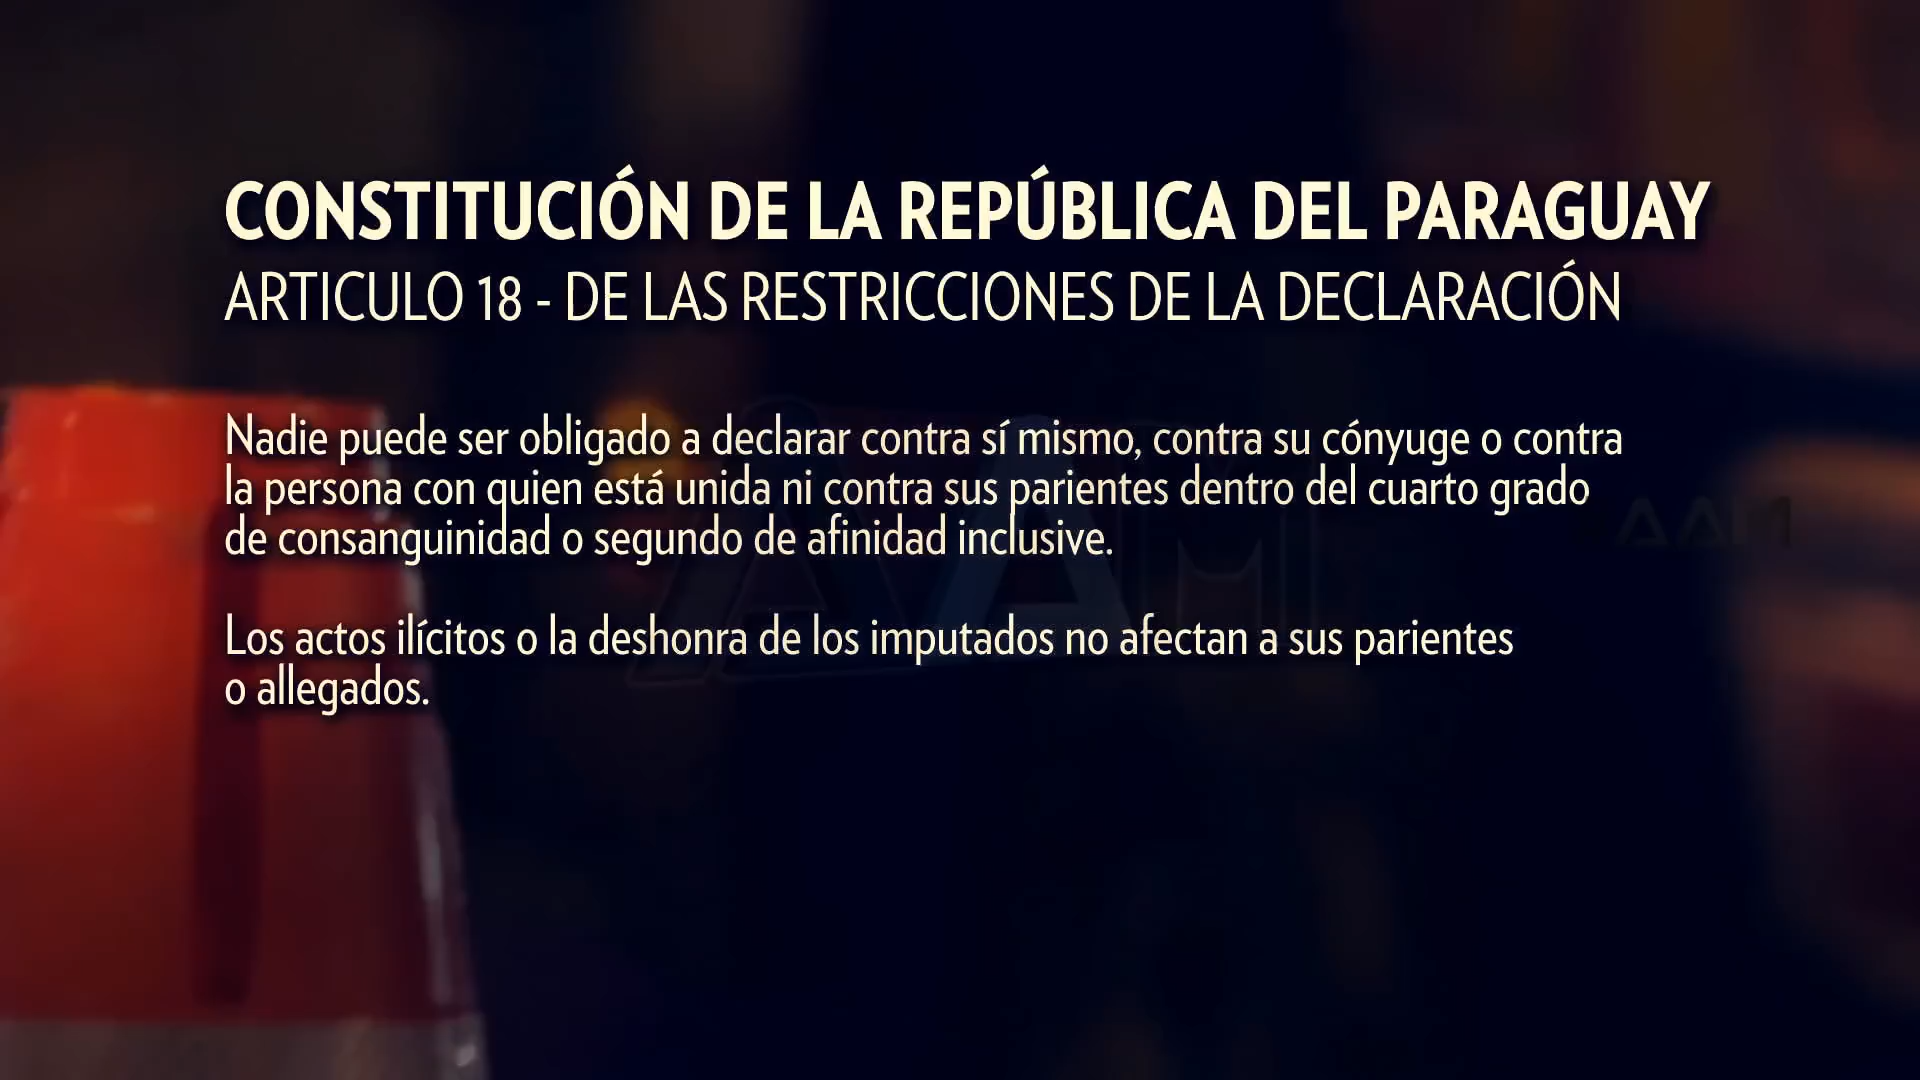 CONSTITUCIÓN DE LA REPÚBLICA DEL PARAGUAY
ARTICULO 18 - DE LAS RESTRICCIONES DE LA DECLARACIÓN
Nadie puede ser obligado a declarar contra sí mismo, contra su cónyuge o contra
la persona con quien está unida ni contra sus parientes dentro del cuarto grado
de consanguinidad o segundo de afinidad inclusive.
Los actos ilícitos o la deshonra de los imputados no afectan a sus parientes
o allegados.